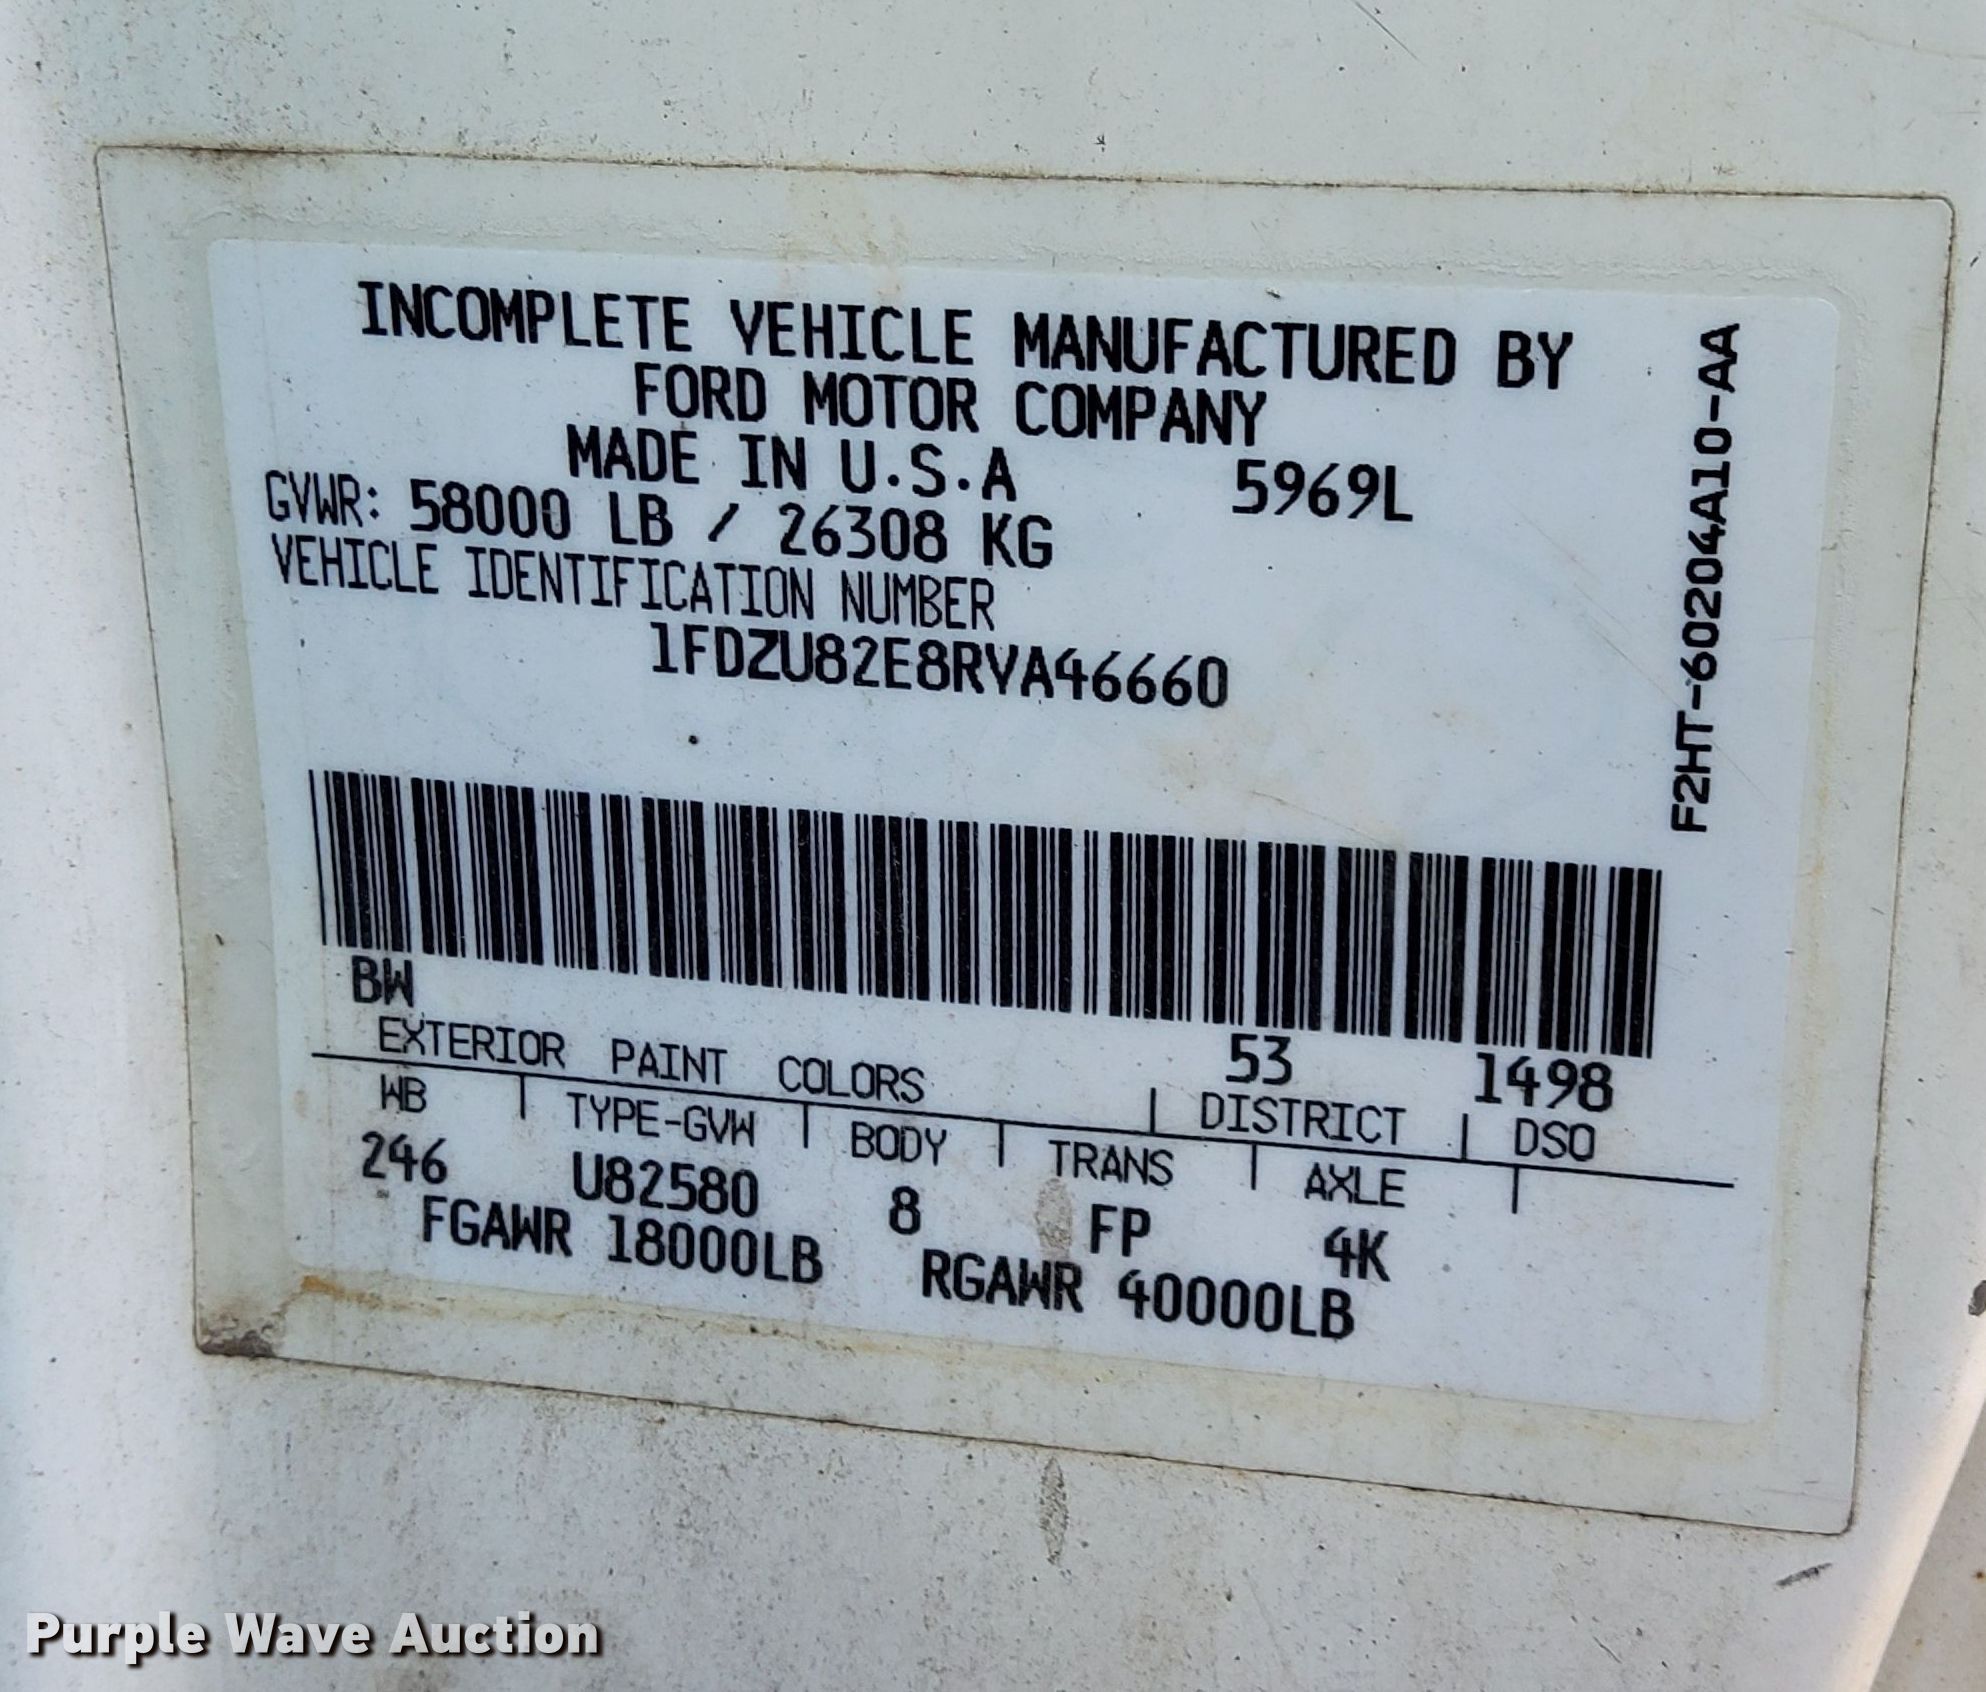 INCOMPLETE VEHICLE MANUFACTURED BY
FORD MOTOR COMPANY
MADE IN U.S.A 5969L
GVWR: 58000 LB / 26308 KG
VEHICLE IDENTIFICATION NUMBER
1FDZU82E8RVA46660
F2HT-60204A10-AA
BW 53 1498
EXTERIOR PAINT COLORS DISTRICT DSO
WB TYPE-GVW BODY TRANS AXLE
246 U82580 8 FP 4K
FGAWR 18000LB RGAWR 40000LB
Purple Wave Auction